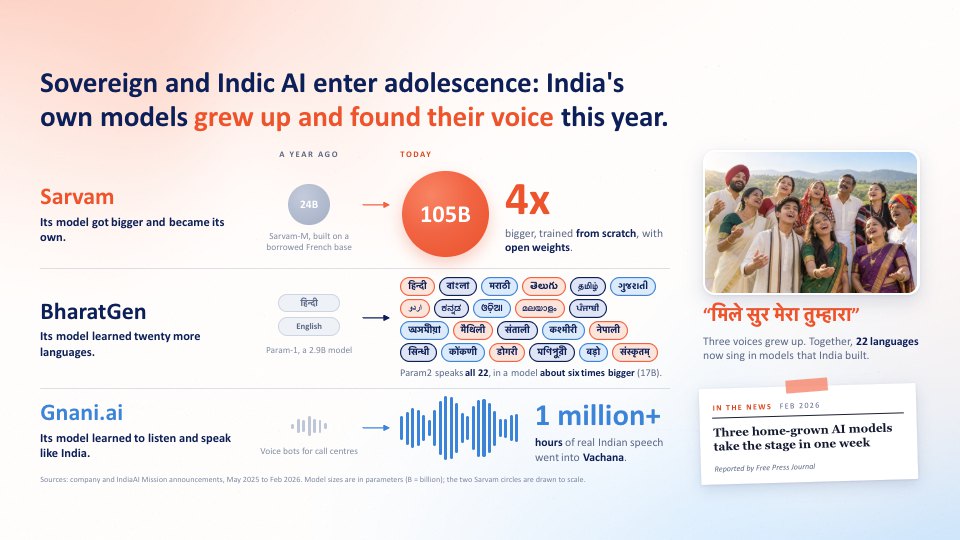 Sovereign and Indic AI enter adolescence: India's
own models grew up and found their voice this year.
A YEAR AGO
TODAY
Sarvam
Its model got bigger and became its
own.
24B
Sarvam-M, built on a
borrowed French base
105B
4x
bigger, trained from scratch, with
open weights.
BharatGen
Its model learned twenty more
languages.
हिन्दी
English
Param-1, a 2.9B model
हिन्दी বাংলা मराठी తెలుగు தமிழ் ગુજરાતી
اردو ಕನ್ನಡ ଓଡ଼ିଆ മലയാളം ਪੰਜਾਬੀ
অসমীয়া मैथिली संताली कश्मीरी नेपाली
सिन्धी कोंकणी डोगरी मणिपुरी बड़ो संस्कृतम्
Param2 speaks all 22, in a model about six times bigger (17B).
Gnani.ai
Its model learned to listen and speak
like India.
Voice bots for call centres
1 million+
hours of real Indian speech
went into Vachana.
Sources: company and IndiaAI Mission announcements, May 2025 to Feb 2026. Model sizes are in parameters (B = billion); the two Sarvam circles are drawn to scale.
“मिले सुर मेरा तुम्हारा”
Three voices grew up. Together, 22 languages
now sing in models that India built.
IN THE NEWS FEB 2026
Three home-grown AI models
take the stage in one week
Reported by Free Press Journal